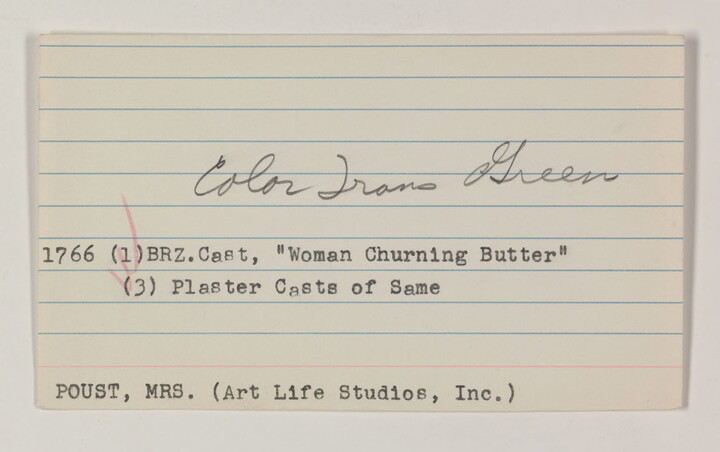 Color Trans Green
1766 (1)BRZ.Cast, "Woman Churning Butter"
(3) Plaster Casts of Same
POUST, MRS. (Art Life Studios, Inc.)